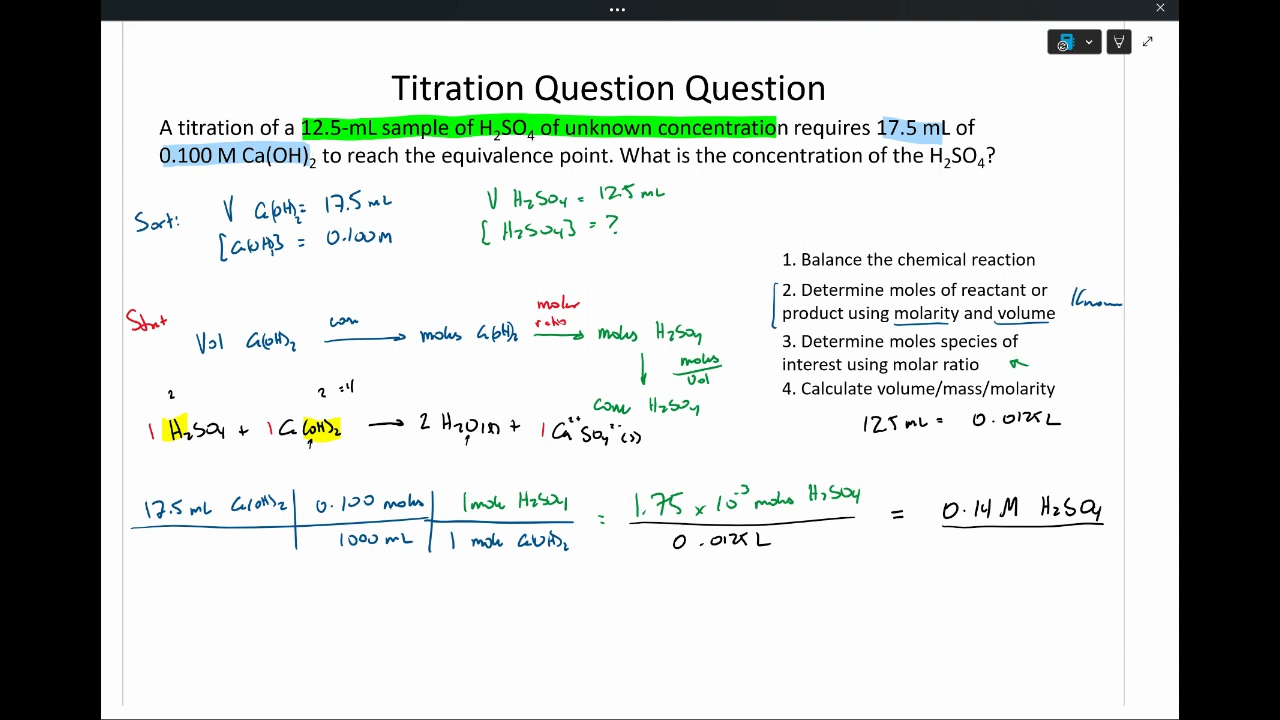 Titration Question Question
A titration of a 12.5-mL sample of H₂SO₄ of unknown concentration requires 17.5 mL of
0.100 M Ca(OH)₂ to reach the equivalence point. What is the concentration of the H₂SO₄?
Sort:
V Ca(OH)₂ = 17.5 mL
[Ca(OH)₂] = 0.100 M
V H₂SO₄ = 12.5 mL
[H₂SO₄] = ?
1. Balance the chemical reaction
2. Determine moles of reactant or
product using molarity and volume
Known
3. Determine moles species of
interest using molar ratio
4. Calculate volume/mass/molarity
12.5 mL = 0.0125 L
Strat
Vol Ca(OH)₂ conc → moles Ca(OH)₂ molar ratio → moles H₂SO₄
↓ moles/vol
conc H₂SO₄
2
1 H₂SO₄ + 1 Ca(OH)₂ → 2 H₂O(l) + 1 Ca²⁺SO₄²⁻(s)
17.5 mL Ca(OH)₂ | 0.100 moles | 1 mole H₂SO₄ = 1.75 x 10⁻³ moles H₂SO₄ = 0.14 M H₂SO₄
1000 mL | 1 mole Ca(OH)₂ 0.0125 L